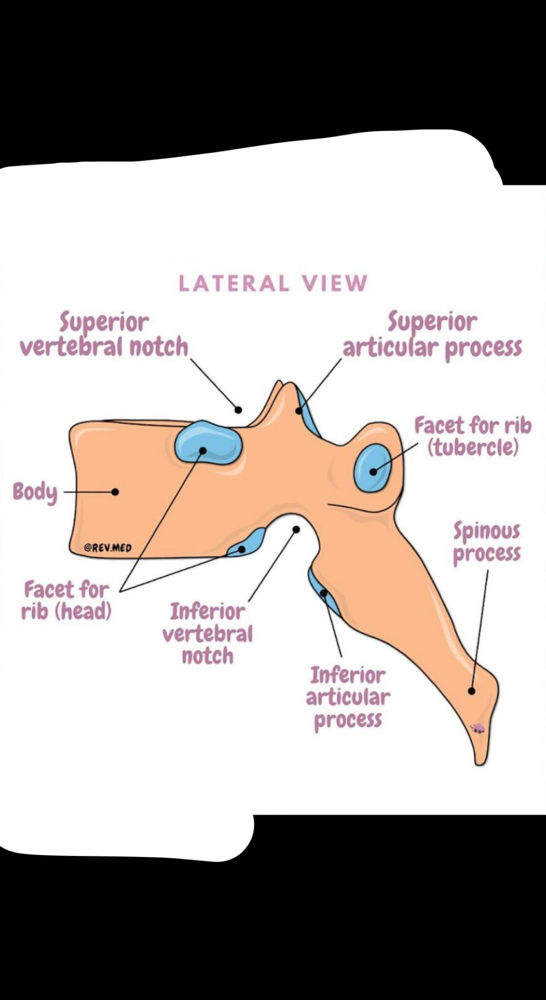 LATERAL VIEW
Superior
vertebral notch
Superior
articular process
Facet for rib
(tubercle)
Body
Spinous
process
@REV.MED
Facet for
rib (head)
Inferior
vertebral
notch
Inferior
articular
process